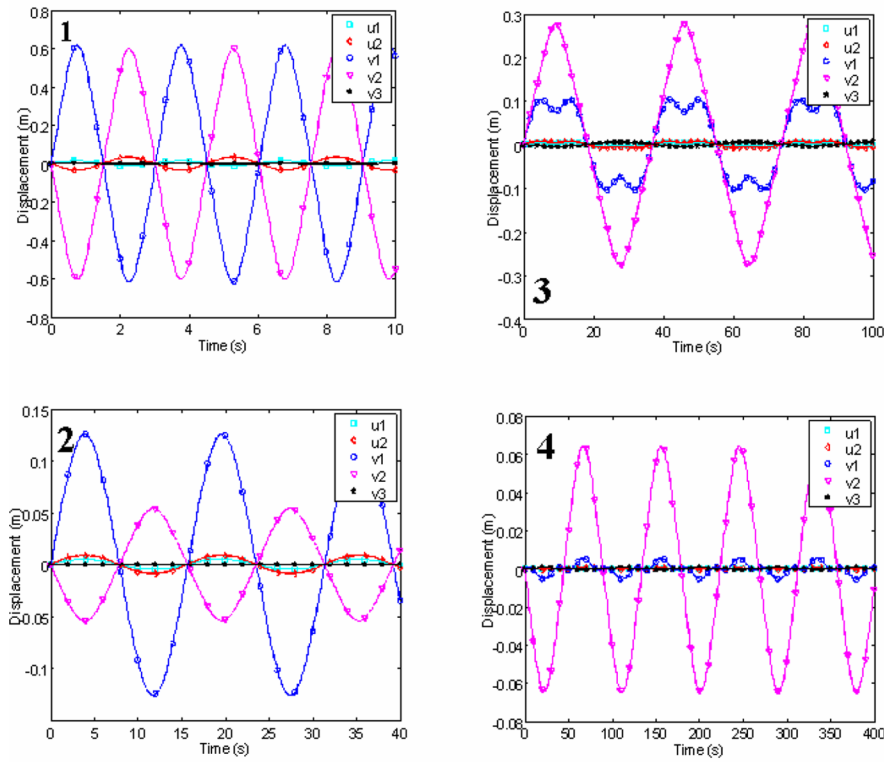 1
0.8
0.6
0.4
0.2
0
-0.2
-0.4
-0.6
-0.8
0 2 4 6 8 10
Displacement (m)
Time (s)
u1
u2
v1
v2
v3
3
0.3
0.2
0.1
0
-0.1
-0.2
-0.3
-0.4
0 20 40 60 80 100
Displacement (m)
Time (s)
u1
u2
v1
v2
v3
2
0.15
0.1
0.05
0
-0.05
-0.1
0 5 10 15 20 25 30 35 40
Displacement (m)
Time (s)
u1
u2
v1
v2
v3
4
0.08
0.06
0.04
0.02
0
-0.02
-0.04
-0.06
-0.08
0 50 100 150 200 250 300 350 400
Displacement (m)
Time (s)
u1
u2
v1
v2
v3